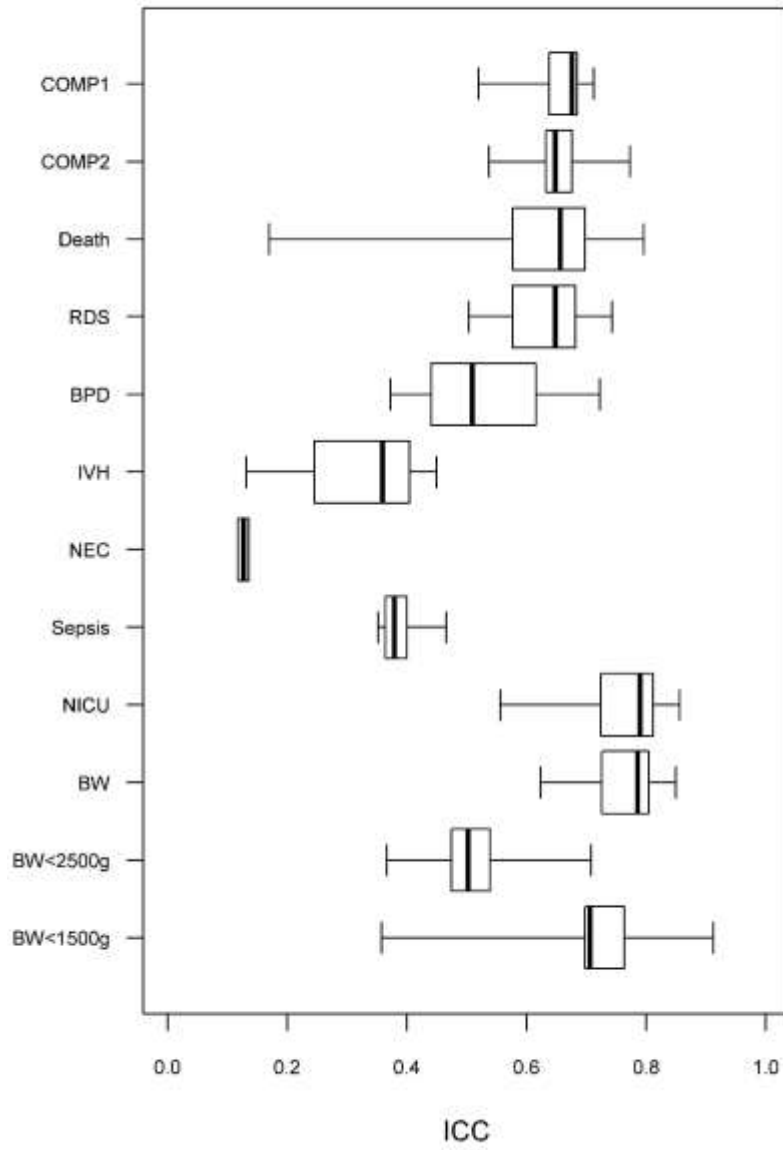 COMP1
COMP2
Death
RDS
BPD
IVH
NEC
Sepsis
NICU
BW
BW<2500g
BW<1500g
0.0 0.2 0.4 0.6 0.8 1.0
ICC